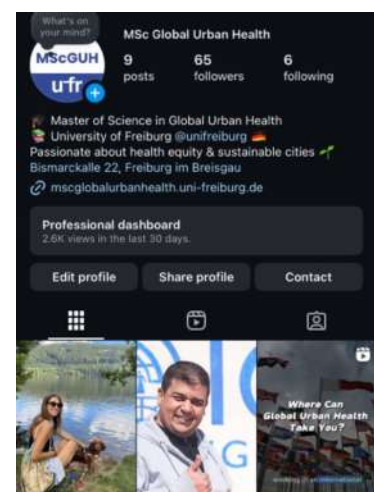 What's on
your mind?
MScGUH
ufr
MSc Global Urban Health
9
posts
65
followers
6
following
Master of Science in Global Urban Health
University of Freiburg @unifreiburg
Passionate about health equity & sustainable cities
Bismarckalle 22, Freiburg im Breisgau
mscglobalurbanhealth.uni-freiburg.de
Professional dashboard
2.6K views in the last 30 days.
Edit profile
Share profile
Contact
Where Can
Global Urban Health
Take You?